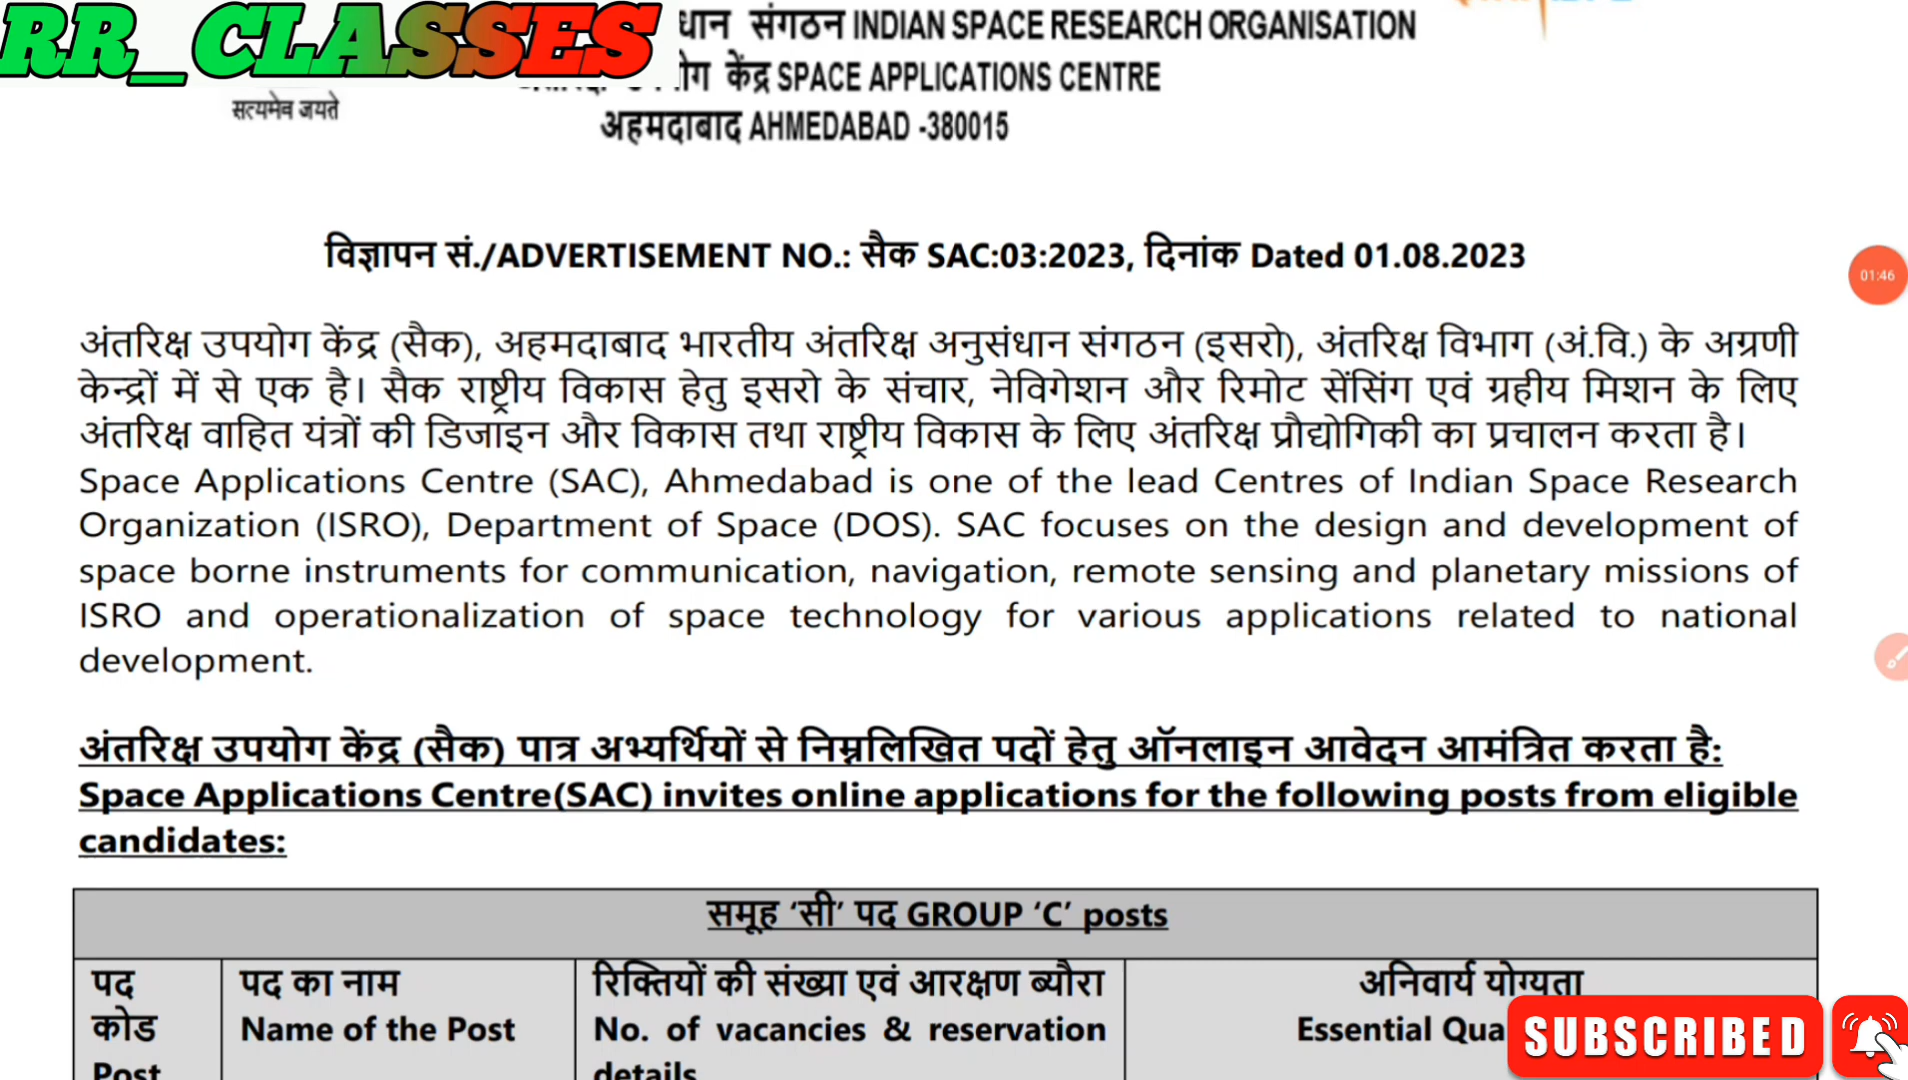 RR_CLASSES
संगठन INDIAN SPACE RESEARCH ORGANISATION
केंद्र SPACE APPLICATIONS CENTRE
सत्यमेव जयते
अहमदाबाद AHMEDABAD -380015
विज्ञापन सं./ADVERTISEMENT NO.: सैक SAC:03:2023, दिनांक Dated 01.08.2023
01:46
अंतरिक्ष उपयोग केंद्र (सैक), अहमदाबाद भारतीय अंतरिक्ष अनुसंधान संगठन (इसरो), अंतरिक्ष विभाग (अं.वि.) के अग्रणी
केन्द्रों में से एक है। सैक राष्ट्रीय विकास हेतु इसरो के संचार, नेविगेशन और रिमोट सेंसिंग एवं ग्रहीय मिशन के लिए
अंतरिक्ष वाहित यंत्रों की डिजाइन और विकास तथा राष्ट्रीय विकास के लिए अंतरिक्ष प्रौद्योगिकी का प्रचालन करता है।
Space Applications Centre (SAC), Ahmedabad is one of the lead Centres of Indian Space Research
Organization (ISRO), Department of Space (DOS). SAC focuses on the design and development of
space borne instruments for communication, navigation, remote sensing and planetary missions of
ISRO and operationalization of space technology for various applications related to national
development.
अंतरिक्ष उपयोग केंद्र (सैक) पात्र अभ्यर्थियों से निम्नलिखित पदों हेतु ऑनलाइन आवेदन आमंत्रित करता है:
Space Applications Centre(SAC) invites online applications for the following posts from eligible
candidates:
समूह ‘सी’ पद GROUP ‘C’ posts
पद
कोड
Post
पद का नाम
Name of the Post
रिक्तियों की संख्या एवं आरक्षण ब्यौरा
No. of vacancies & reservation
details
अनिवार्य योग्यता
Essential
SUBSCRIBED